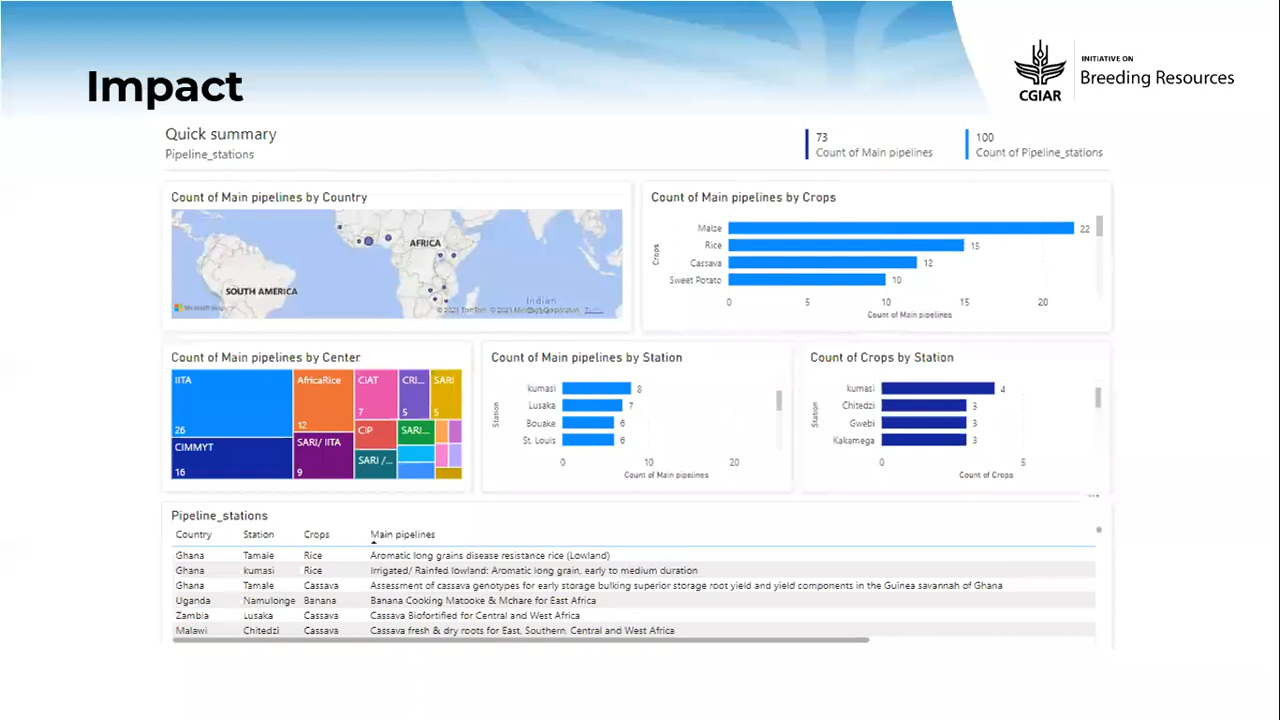 Impact
CGIAR
INITIATIVE ON
Breeding Resources
Quick summary
Pipeline_stations
73
Count of Main pipelines
100
Count of Pipeline_stations
Count of Main pipelines by Country
AFRICA
SOUTH AMERICA
Indian
Count of Main pipelines by Crops
Crops
Maize 22
Rice 15
Cassava 12
Sweet Potato 10
0 5 10 15 20
Count of Main pipelines
Count of Main pipelines by Center
IITA
26
CIMMYT
16
AfricaRice
12
SARI/ IITA
9
CIAT
7
CRI...
5
SARI
5
CIP
SARI...
SARI /...
Count of Main pipelines by Station
Station
kumasi 8
Lusaka 7
Bouake 6
St. Louis 6
0 10 20
Count of Main pipelines
Count of Crops by Station
Station
kumasi 4
Chitedzi 3
Gwebi 3
Kakamega 3
0 5
Count of Crops
Pipeline_stations
Country Station Crops Main pipelines
Ghana Tamale Rice Aromatic long grains disease resistance rice (Lowland)
Ghana kumasi Rice Irrigated/ Rainfed lowland: Aromatic long grain, early to medium duration
Ghana Tamale Cassava Assessment of cassava genotypes for early storage bulking superior storage root yield and yield components in the Guinea savannah of Ghana
Uganda Namulonge Banana Banana Cooking Matooke & Mchare for East Africa
Zambia Lusaka Cassava Cassava Biofortified for Central and West Africa
Malawi Chitedzi Cassava Cassava fresh & dry roots for East, Southern, Central and West Africa